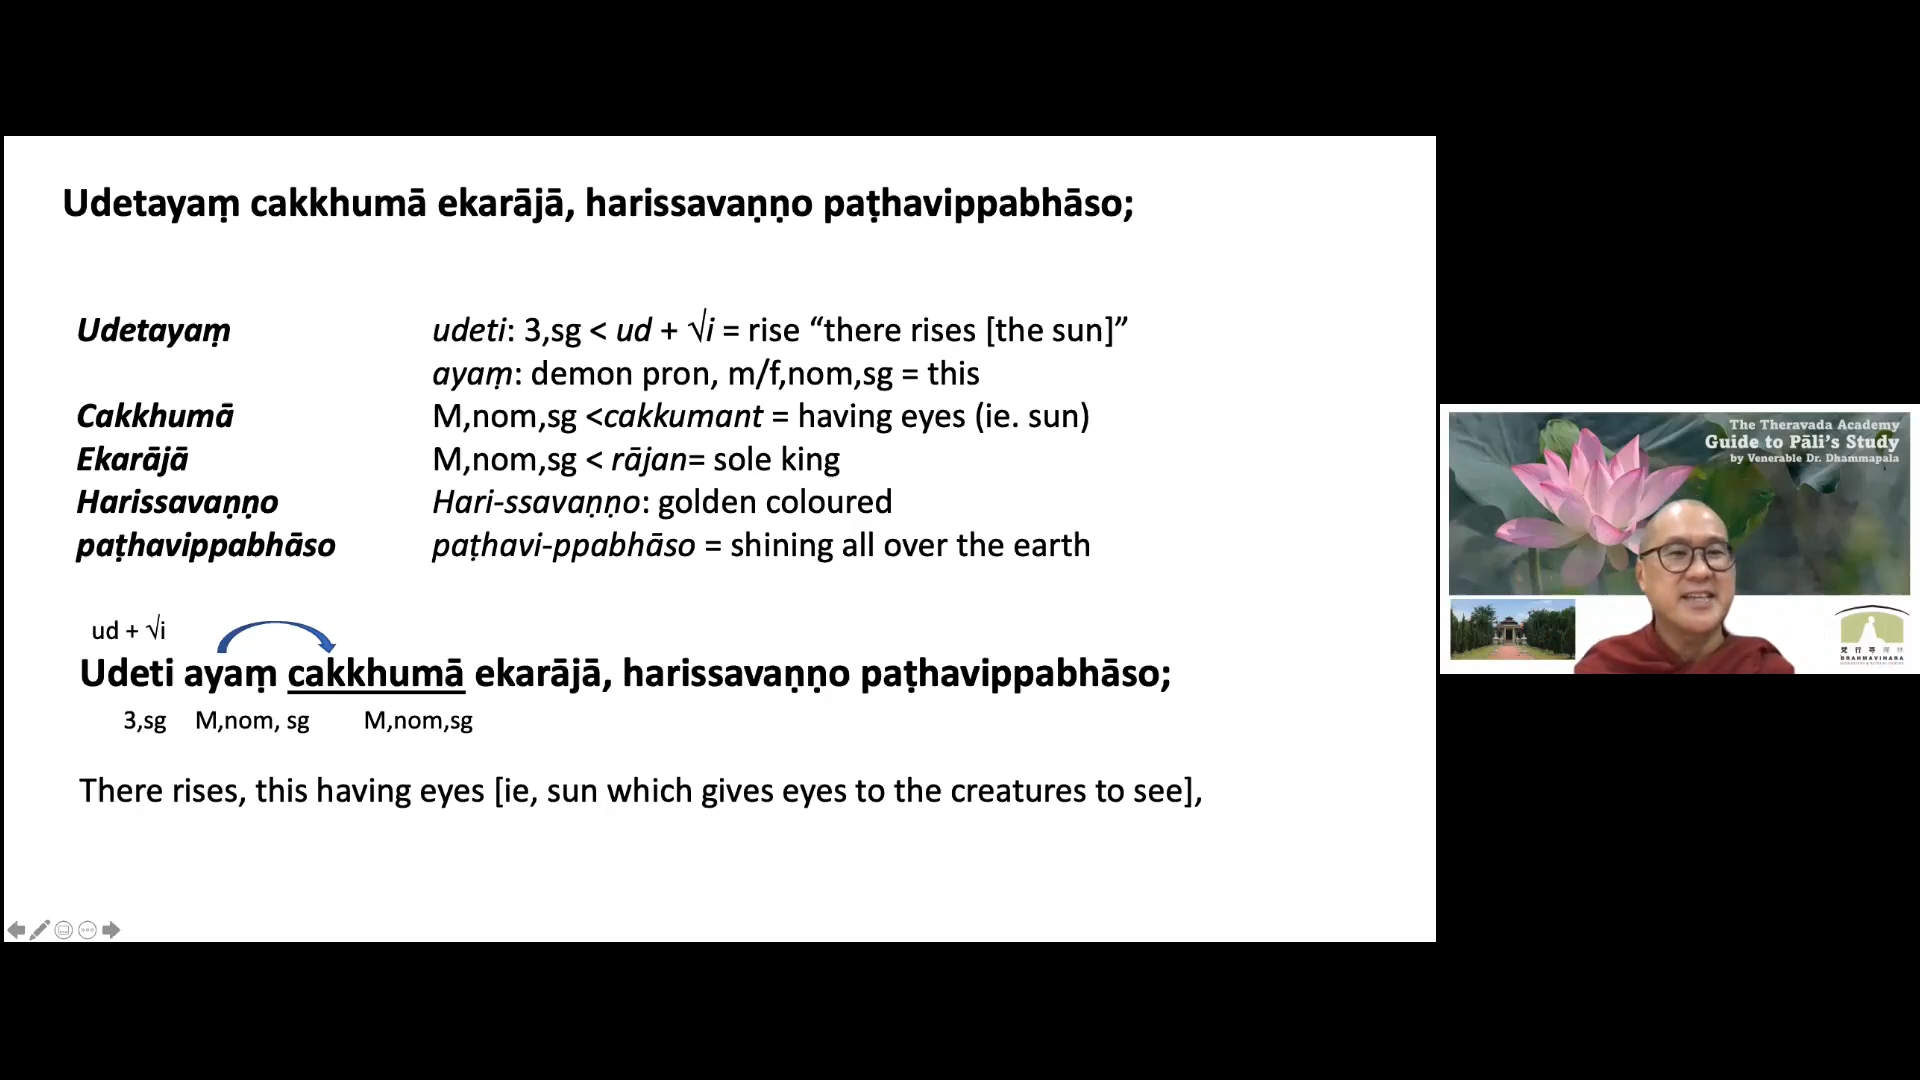 Udetayaṃ cakkhumā ekarājā, harissavaṇṇo paṭhavippabhāso;
Udetayaṃ udeti: 3,sg < ud + √i = rise “there rises [the sun]”
ayaṃ: demon pron, m/f,nom,sg = this
Cakkhumā M,nom,sg <cakkumant = having eyes (ie. sun)
Ekarājā M,nom,sg < rājan= sole king
Harissavaṇṇo Hari-ssavaṇṇo: golden coloured
paṭhavippabhāso paṭhavi-ppabhāso = shining all over the earth
ud + √i
Udeti ayaṃ cakkhumā ekarājā, harissavaṇṇo paṭhavippabhāso;
3,sg M,nom, sg M,nom,sg
There rises, this having eyes [ie, sun which gives eyes to the creatures to see],
The Theravada Academy
Guide to Pāli’s Study
by Venerable Dr. Dhammapala
BRAHMAVIHARA